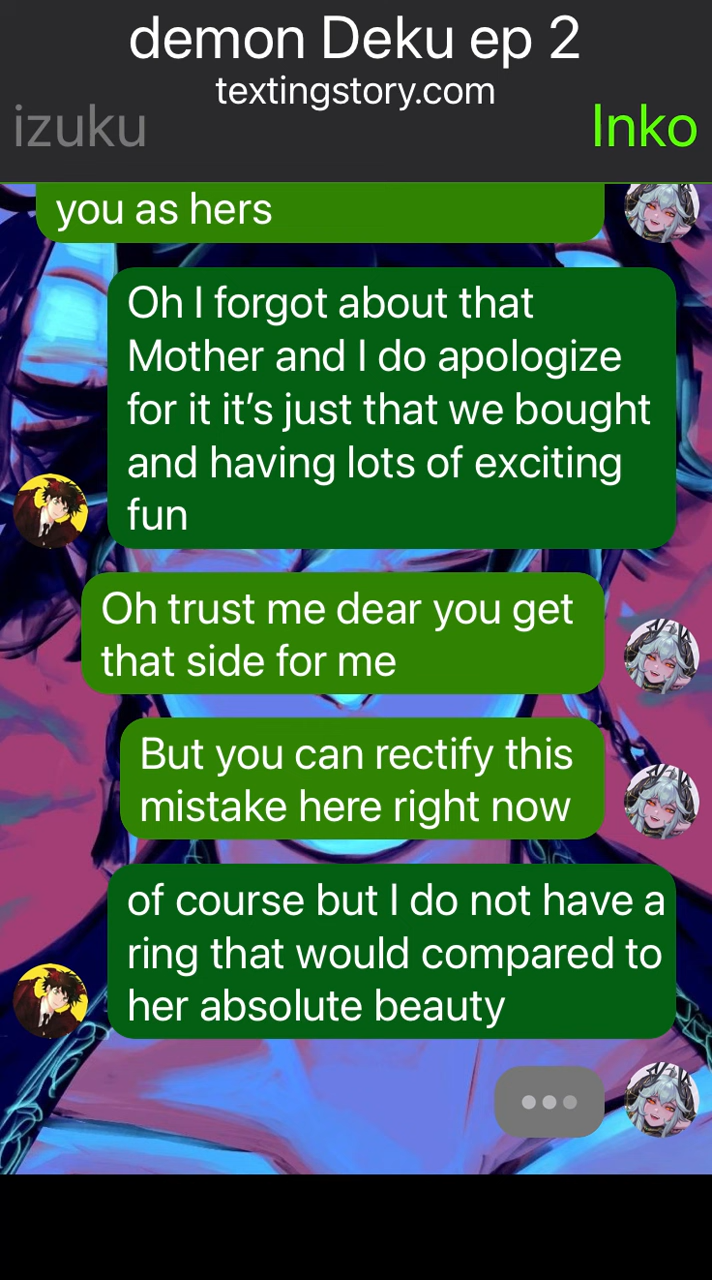 demon Deku ep 2
textingstory.com
izuku
Inko
you as hers
Oh I forgot about that
Mother and I do apologize
for it it’s just that we bought
and having lots of exciting
fun
Oh trust me dear you get
that side for me
But you can rectify this
mistake here right now
of course but I do not have a
ring that would compared to
her absolute beauty